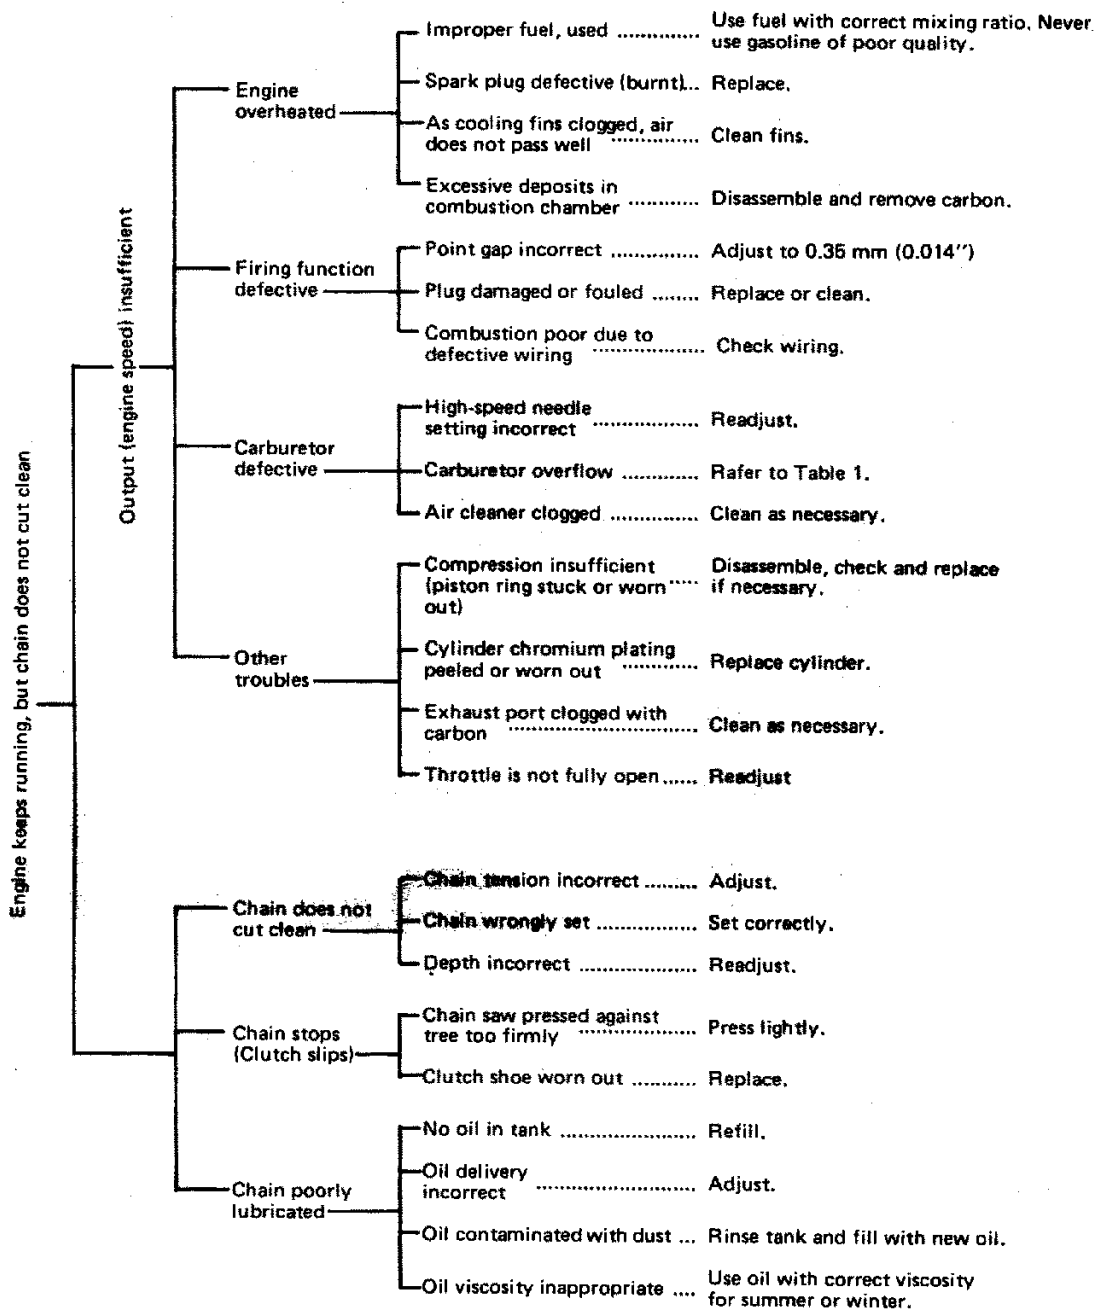 Engine keeps running, but chain does not cut clean
Output (engine speed) insufficient
Engine
overheated
Improper fuel, used .............. Use fuel with correct mixing ratio. Never
use gasoline of poor quality.
Spark plug defective (burnt)... Replace.
As cooling fins clogged, air
does not pass well ............... Clean fins.
Excessive deposits in
combustion chamber ............ Disassemble and remove carbon.
Firing function
defective
Point gap incorrect ............... Adjust to 0.35 mm (0.014")
Plug damaged or fouled ........ Replace or clean.
Combustion poor due to
defective wiring ................... Check wiring.
Carburetor
defective
High-speed needle
setting incorrect .................. Readjust.
Carburetor overflow ............. Rafer to Table 1.
Air cleaner clogged ............... Clean as necessary.
Other
troubles
Compression insufficient
(piston ring stuck or worn ..... Disassemble, check and replace
out)
if necessary.
Cylinder chromium plating
peeled or worn out ............. Replace cylinder.
Exhaust port clogged with
carbon ................................ Clean as necessary.
Throttle is not fully open ...... Readjust
Chain does not
cut clean
Chain tension incorrect ......... Adjust.
Chain wrongly set ................. Set correctly.
Depth incorrect .................... Readjust.
Chain stops
(Clutch slips)
Chain saw pressed against
tree too firmly .................... Press lightly.
Clutch shoe worn out ........... Replace.
Chain poorly
lubricated
No oil in tank ....................... Refill.
Oil delivery
incorrect ........................... Adjust.
Oil contaminated with dust ... Rinse tank and fill with new oil.
Oil viscosity inappropriate .... Use oil with correct viscosity
for summer or winter.